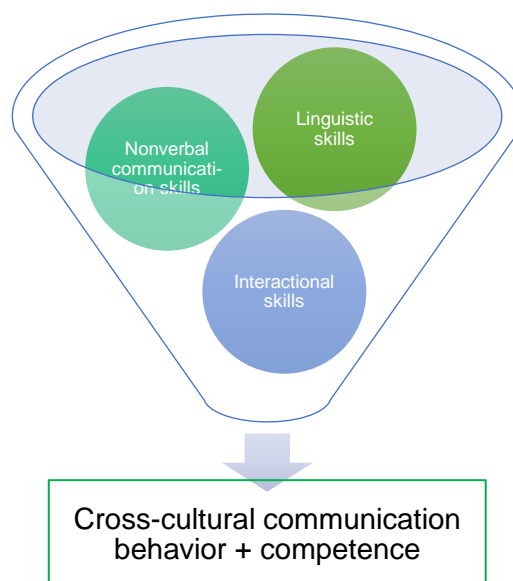 Linguistic
skills
Nonverbal
communicati-
on skills
Interactional
skills
Cross-cultural communication
behavior + competence